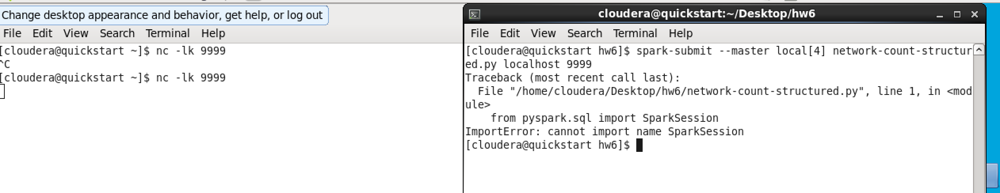 Change desktop appearance and behavior, get help, or log out
File Edit View Search Terminal Help
[cloudera@quickstart ~]$ nc -lk 9999
^C
[cloudera@quickstart ~]$ nc -lk 9999
cloudera@quickstart:~/Desktop/hw6
File Edit View Search Terminal Help
[cloudera@quickstart hw6]$ spark-submit --master local[4] network-count-structur
ed.py localhost 9999
Traceback (most recent call last):
  File "/home/cloudera/Desktop/hw6/network-count-structured.py", line 1, in <mod
ule>
    from pyspark.sql import SparkSession
ImportError: cannot import name SparkSession
[cloudera@quickstart hw6]$